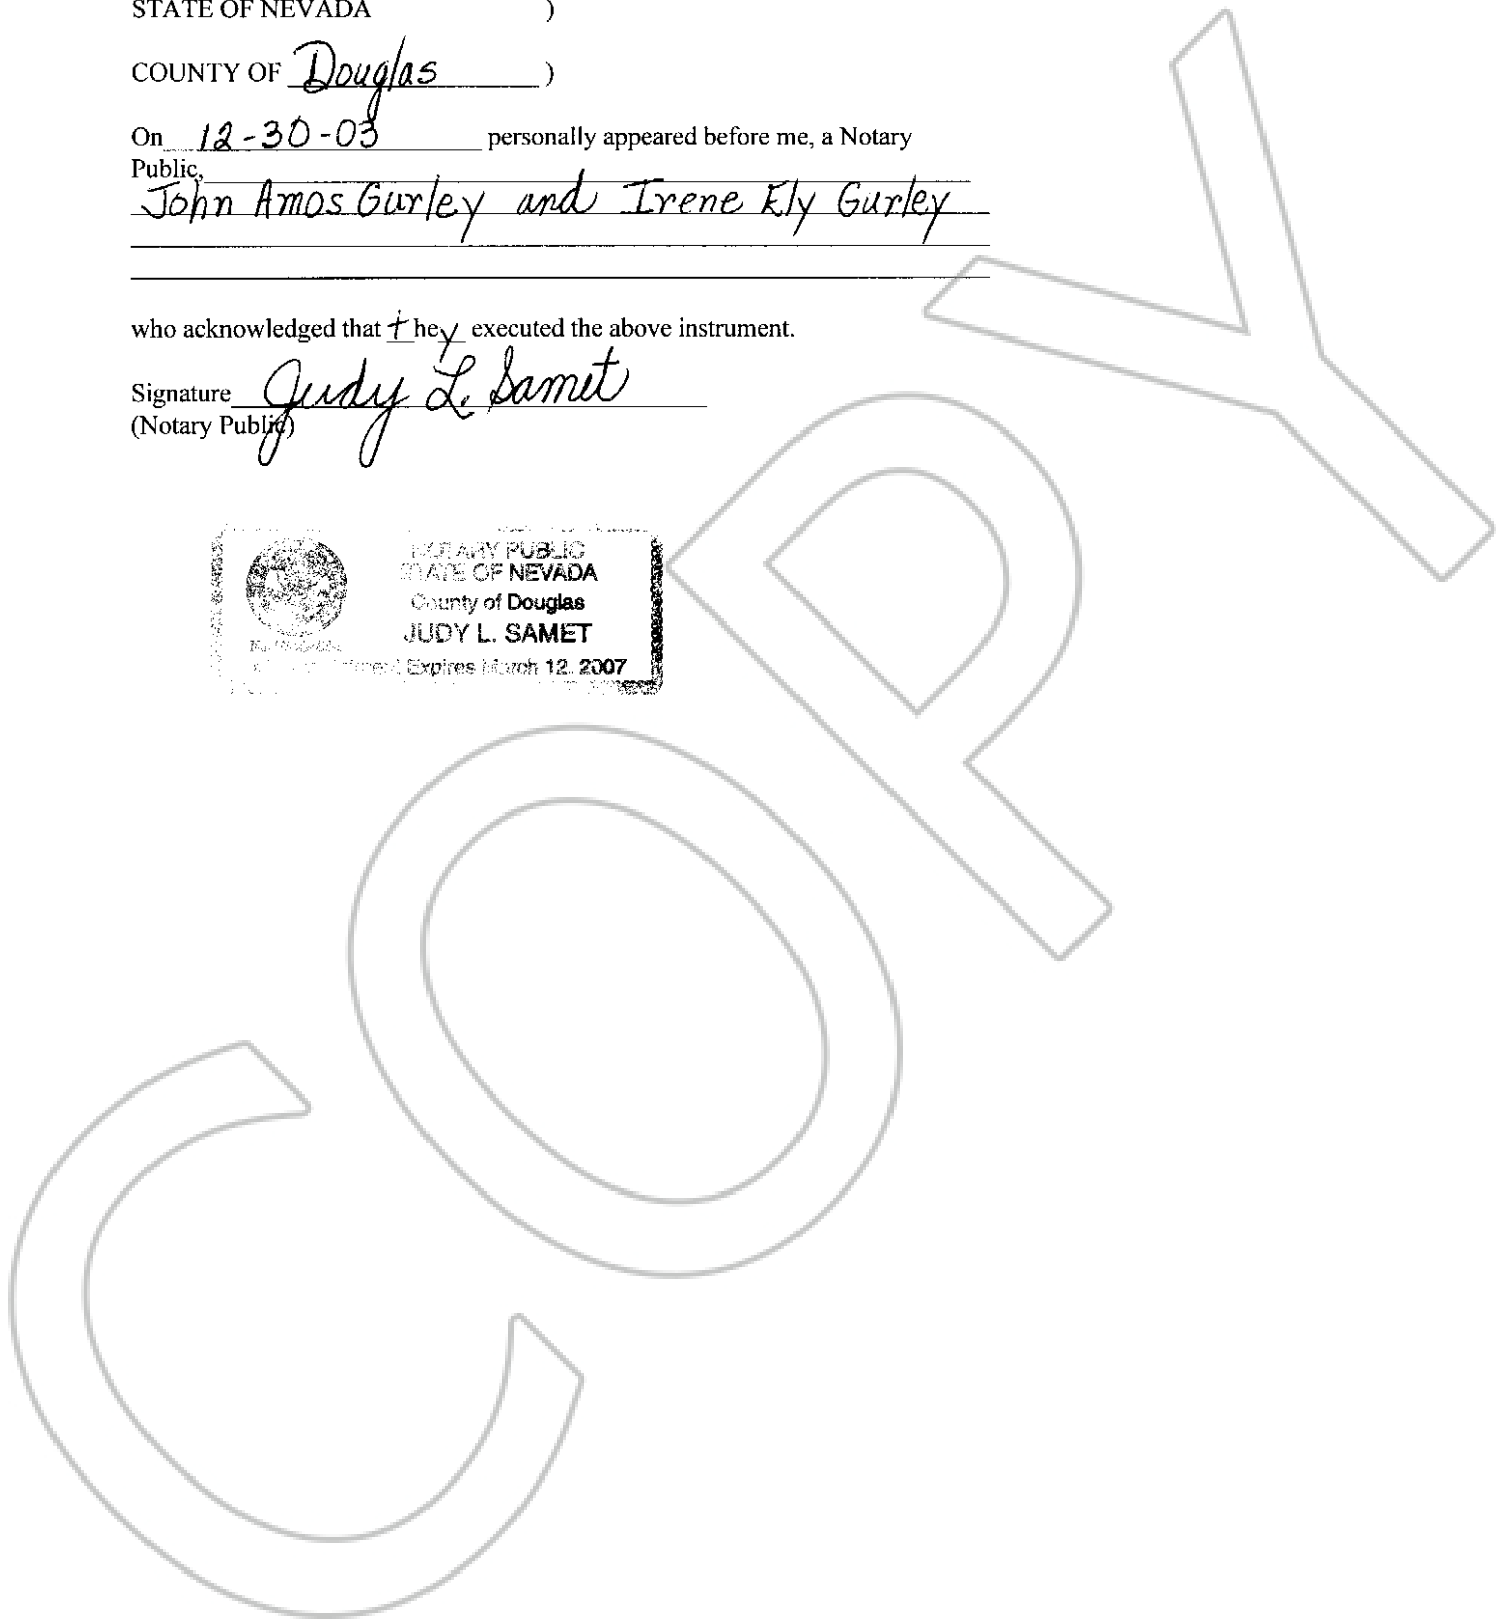 STATE OF NEVADA )
COUNTY OF Douglas )
On 12-30-03 personally appeared before me, a Notary
Public,
John Amos Gurley and Irene Ely Gurley
who acknowledged that they executed the above instrument.
Signature Judy L. Samet
(Notary Public)
NOTARY PUBLIC
STATE OF NEVADA
County of Douglas
JUDY L. SAMET
Expires March 12, 2007
COPY